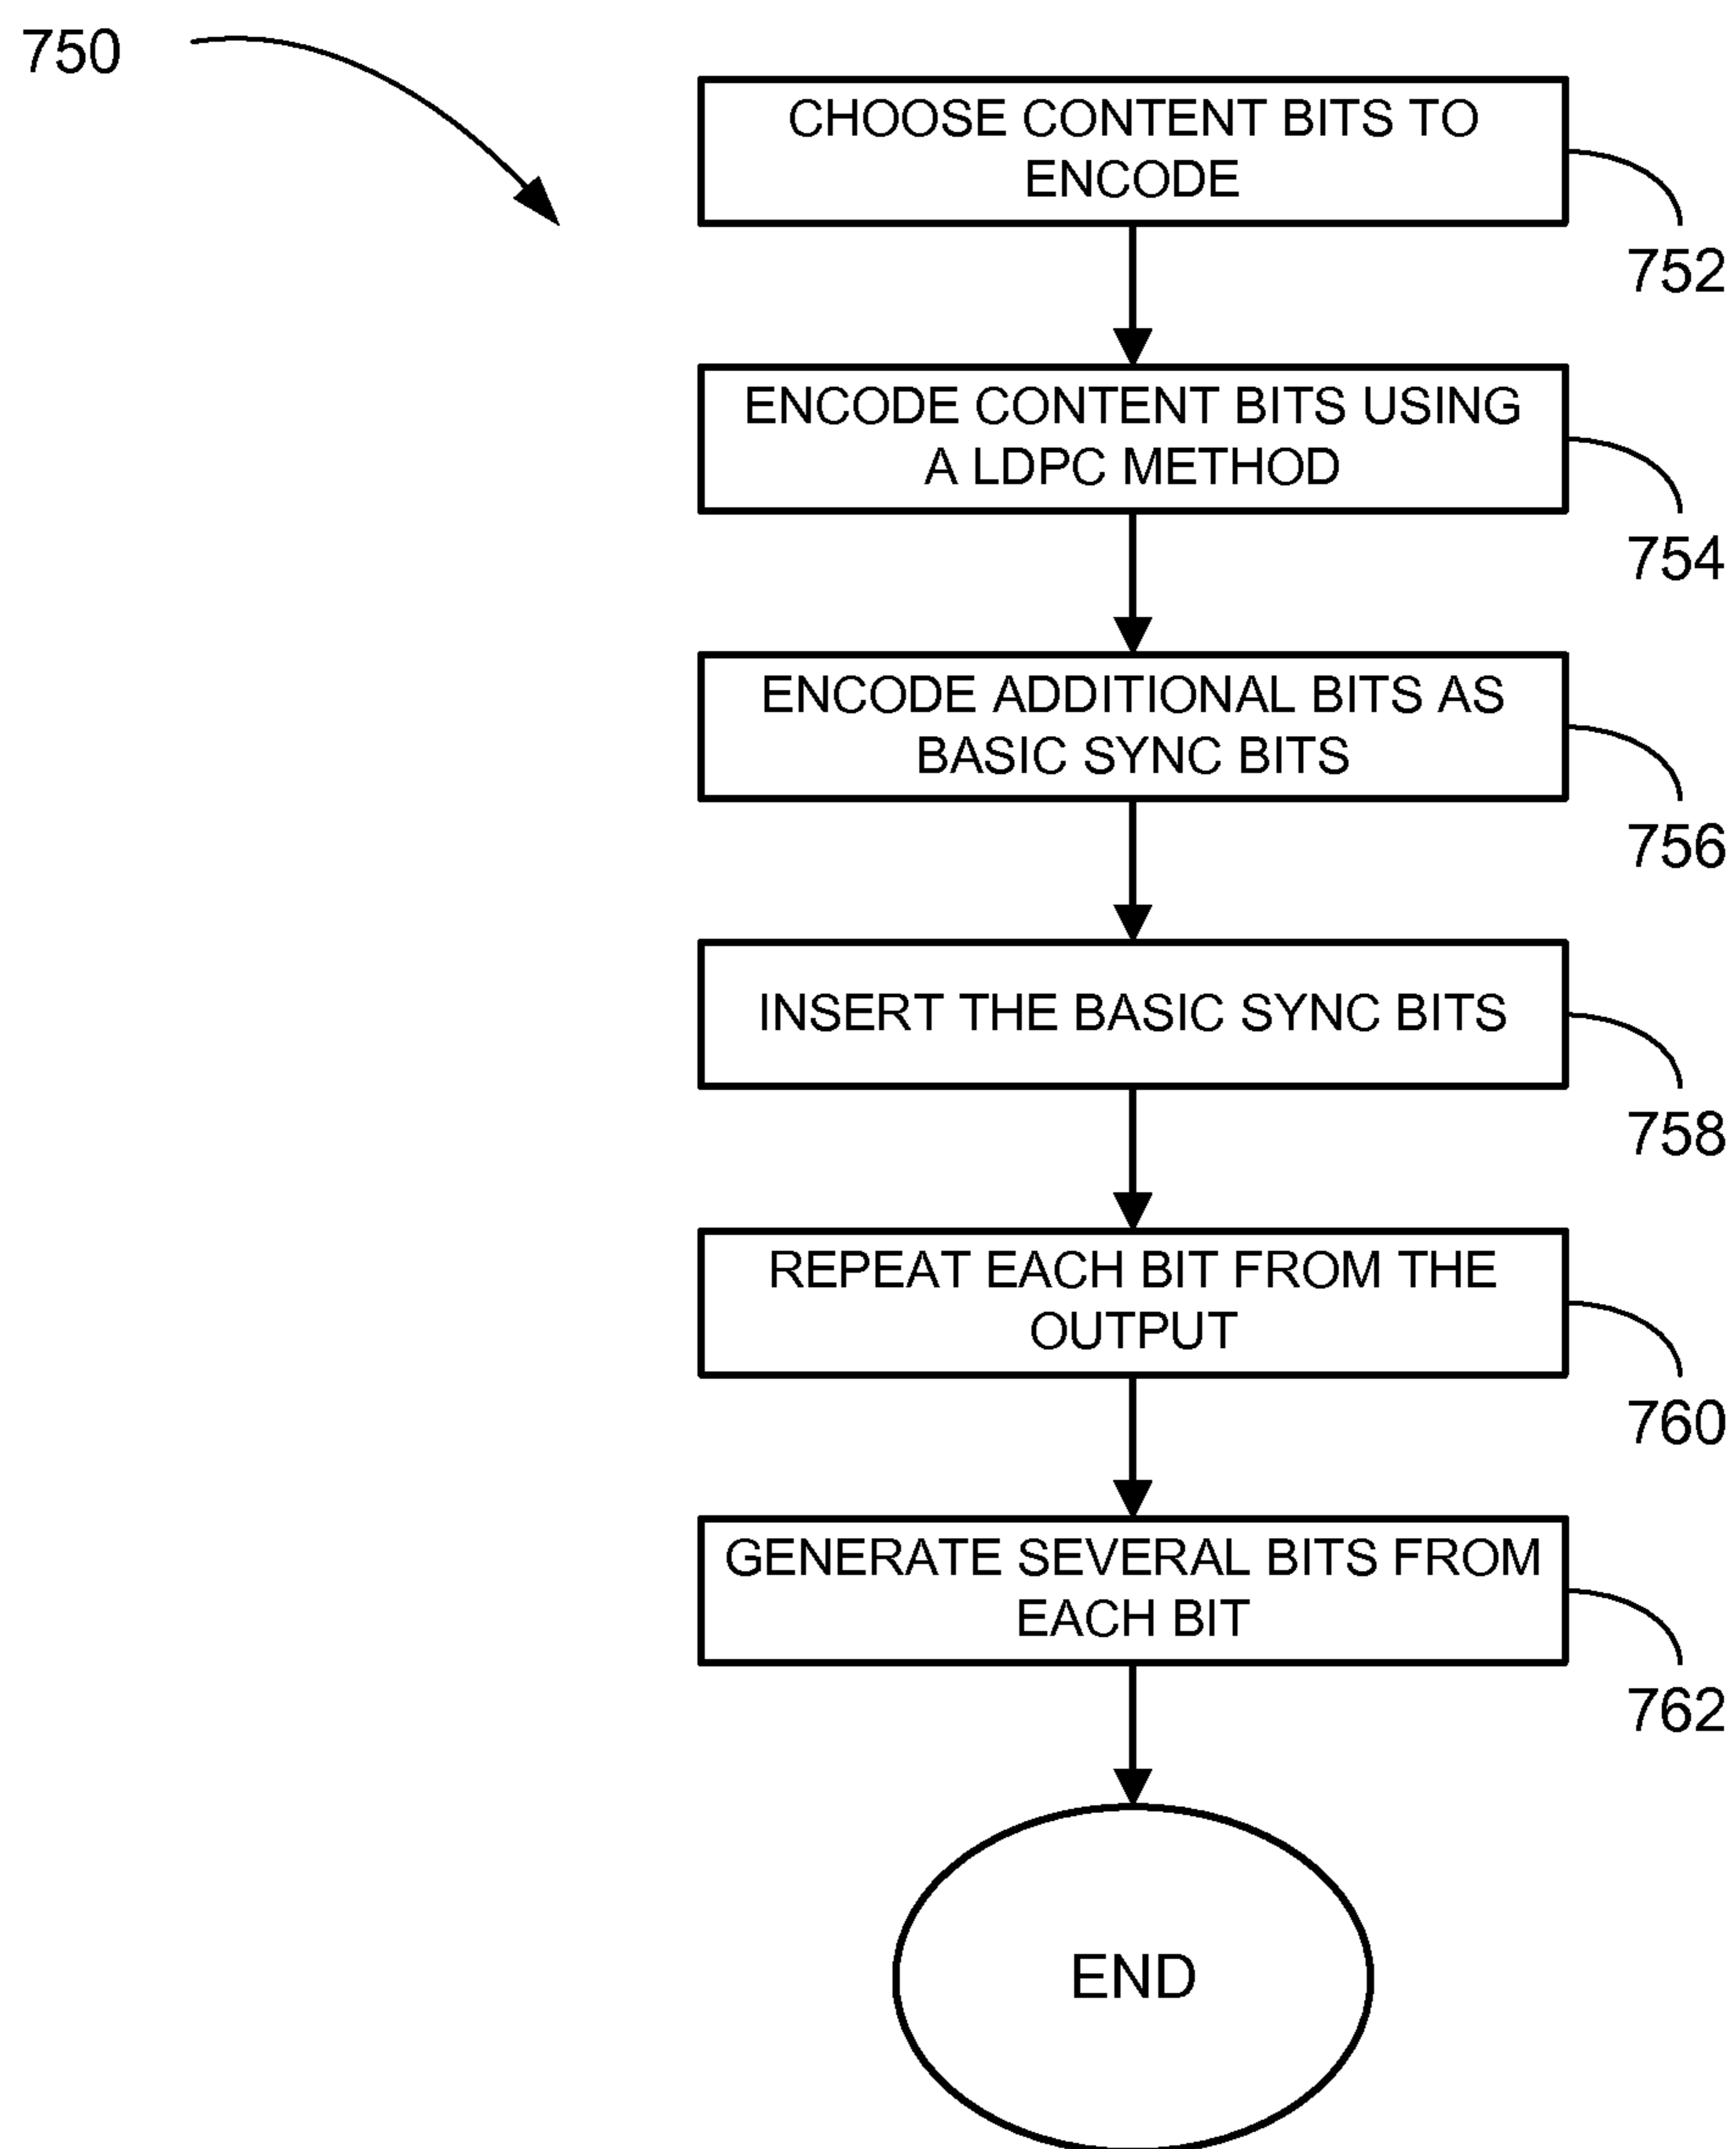 750
CHOOSE CONTENT BITS TO
ENCODE
752
ENCODE CONTENT BITS USING
A LDPC METHOD
754
ENCODE ADDITIONAL BITS AS
BASIC SYNC BITS
756
INSERT THE BASIC SYNC BITS
758
REPEAT EACH BIT FROM THE
OUTPUT
760
GENERATE SEVERAL BITS FROM
EACH BIT
762
END